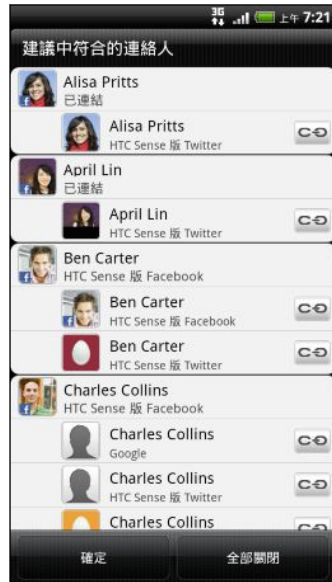 3G 上午 7:21
建議中符合的連絡人
Alisa Pritts
已連結
Alisa Pritts
HTC Sense 版 Twitter
April Lin
已連結
April Lin
HTC Sense 版 Twitter
Ben Carter
HTC Sense 版 Facebook
Ben Carter
HTC Sense 版 Facebook
Ben Carter
HTC Sense 版 Twitter
Charles Collins
HTC Sense 版 Facebook
Charles Collins
Google
Charles Collins
HTC Sense 版 Twitter
Charles Collins
確定 全部關閉